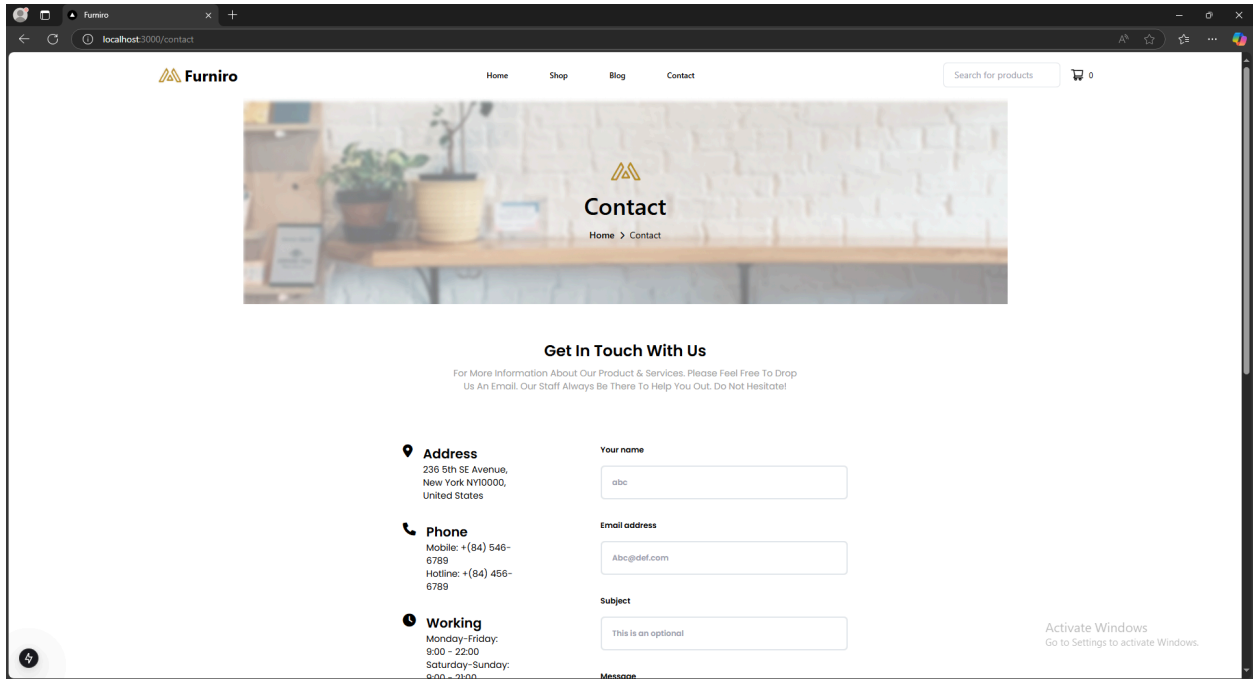 Furniro
localhost:3000/contact
Furniro
Home
Shop
Blog
Contact
Search for products
0
Contact
Home > Contact
Get In Touch With Us
For More Information About Our Product & Services. Please Feel Free To Drop
Us An Email. Our Staff Always Be There To Help You Out. Do Not Hesitate!
Address
236 5th SE Avenue,
New York NY10000,
United States
Phone
Mobile: +(84) 546-
6789
Hotline: +(84) 456-
6789
Working
Monday-Friday:
9:00 - 22:00
Saturday-Sunday:
9:00 - 21:00
Your name
abc
Email address
Abc@def.com
Subject
This is an optional
Message
Activate Windows
Go to Settings to activate Windows.